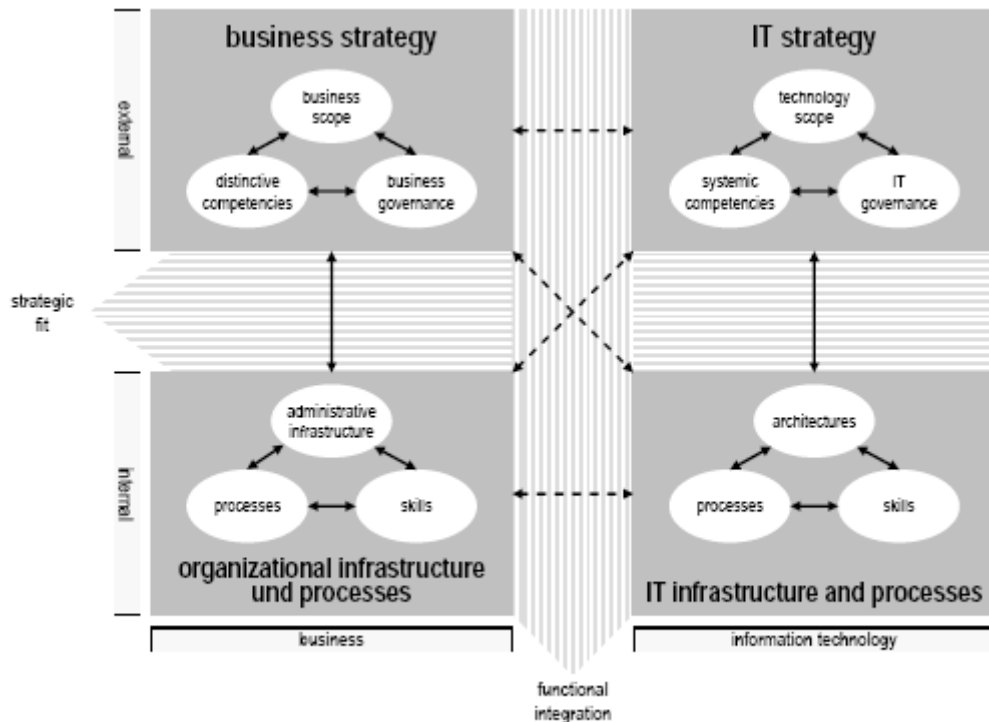 business strategy
business
scope
distinctive
competencies
business
governance
IT strategy
technology
scope
systemic
competencies
IT
governance
external
strategic
fit
internal
administrative
infrastructure
processes
skills
organizational infrastructure
und processes
architectures
processes
skills
IT infrastructure and processes
business
information technology
functional
integration